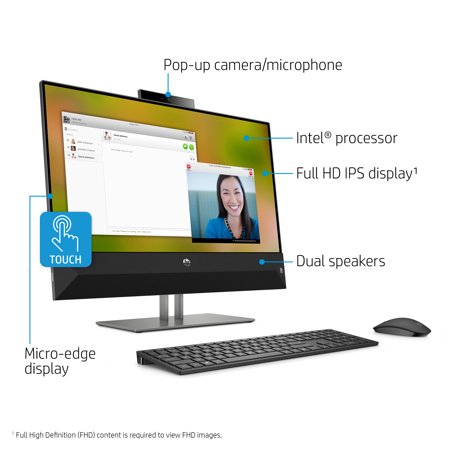 Pop-up camera/microphone
Intel® processor
Full HD IPS display¹
TOUCH
hp
Dual speakers
Micro-edge
display
¹ Full High Definition (FHD) content is required to view FHD images.